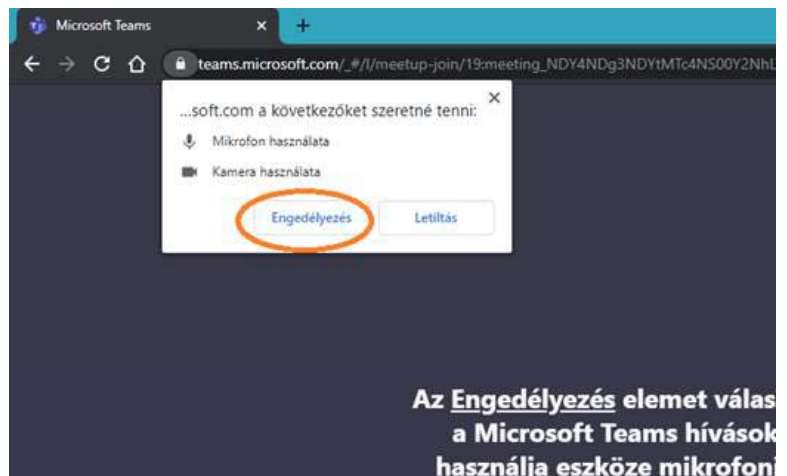 Microsoft Teams
teams.microsoft.com/_#/l/meetup-join/19:meeting_NDY4NDg3NDYtMTc4NS00Y2NhL
...soft.com a következőket szeretné tenni:
Mikrofon használata
Kamera használata
Engedélyezés Letiltás
Az Engedélyezés elemet válas
a Microsoft Teams hívások
használja eszköze mikrofoni